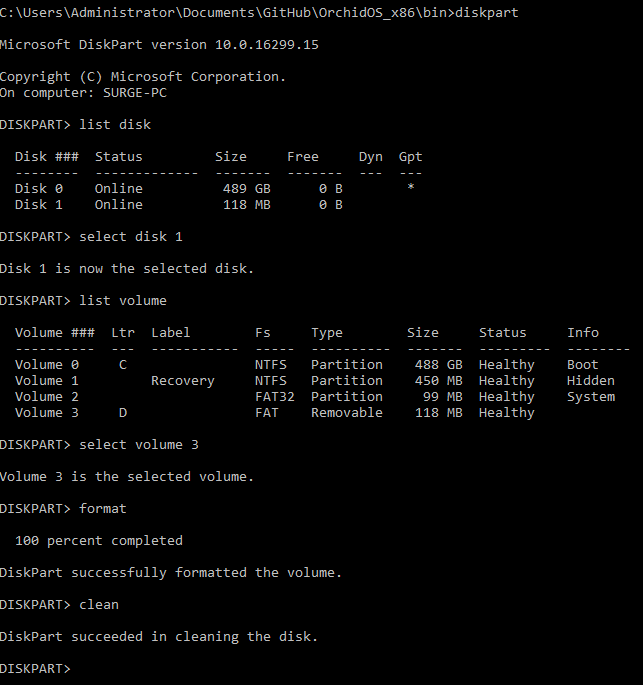 C:\Users\Administrator\Documents\GitHub\OrchidOS_x86\bin>diskpart
Microsoft DiskPart version 10.0.16299.15
Copyright (C) Microsoft Corporation.
On computer: SURGE-PC
DISKPART> list disk
  Disk ###  Status         Size     Free     Dyn  Gpt
  --------  -------------  -------  -------  ---  ---
  Disk 0    Online          489 GB      0 B        *
  Disk 1    Online          118 MB      0 B
DISKPART> select disk 1
Disk 1 is now the selected disk.
DISKPART> list volume
  Volume ###  Ltr  Label        Fs     Type        Size     Status     Info
  ----------  ---  -----------  -----  ----------  -------  ---------  --------
  Volume 0     C                NTFS   Partition    488 GB  Healthy    Boot
  Volume 1         Recovery     NTFS   Partition    450 MB  Healthy    Hidden
  Volume 2                      FAT32  Partition     99 MB  Healthy    System
  Volume 3     D                FAT    Removable    118 MB  Healthy
DISKPART> select volume 3
Volume 3 is the selected volume.
DISKPART> format
  100 percent completed
DiskPart successfully formatted the volume.
DISKPART> clean
DiskPart succeeded in cleaning the disk.
DISKPART>